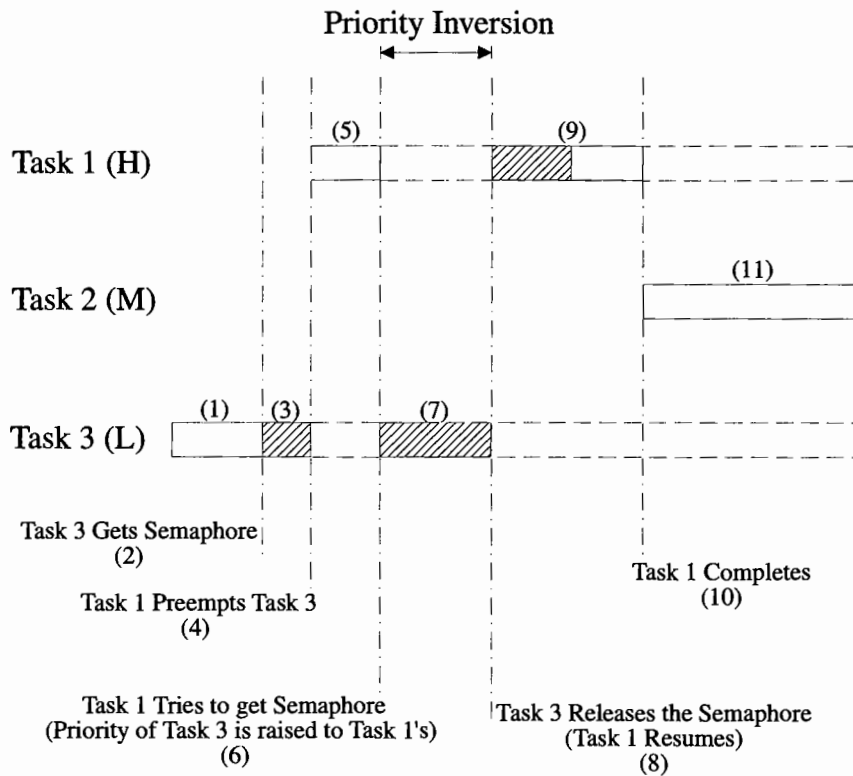 Priority Inversion
(5)
(9)
Task 1 (H)
(11)
Task 2 (M)
(1)
(3)
(7)
Task 3 (L)
Task 3 Gets Semaphore
(2)
Task 1 Completes
(10)
Task 1 Preempts Task 3
(4)
Task 1 Tries to get Semaphore
(Priority of Task 3 is raised to Task 1's)
(6)
Task 3 Releases the Semaphore
(Task 1 Resumes)
(8)